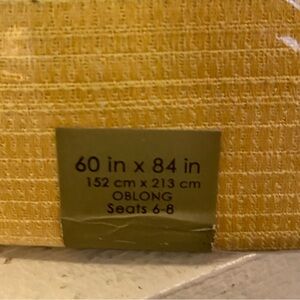 60 in x 84 in
152 cm x 213 cm
OBLONG
Seats 6-8